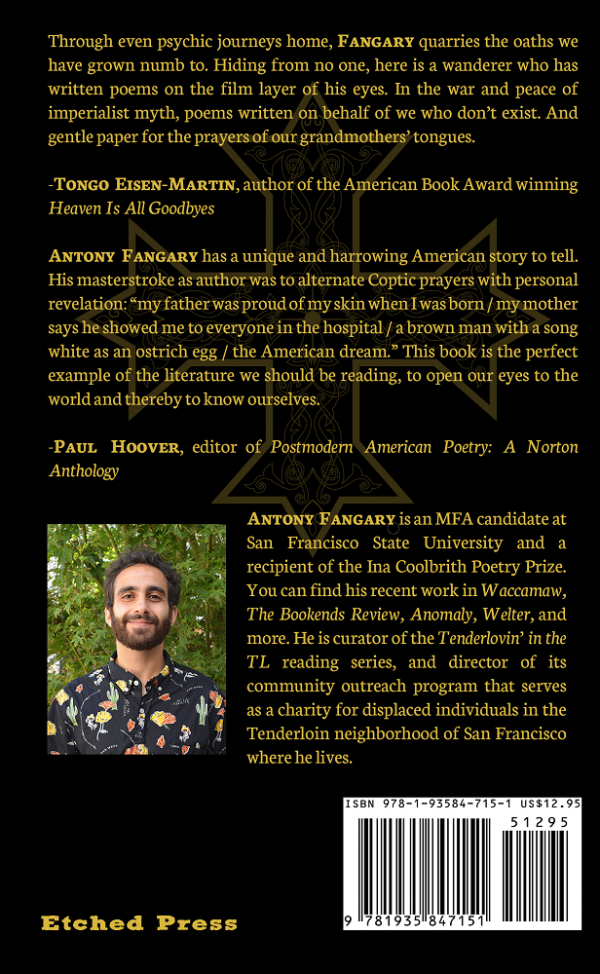 Through even psychic journeys home, FANGARY quarries the oaths we
have grown numb to. Hiding from no one, here is a wanderer who has
written poems on the film layer of his eyes. In the war and peace of
imperialist myth, poems written on behalf of we who don't exist. And
gentle paper for the prayers of our grandmothers' tongues.
-TONGO EISEN-MARTIN, author of the American Book Award winning
Heaven Is All Goodbyes
ANTONY FANGARY has a unique and harrowing American story to tell.
His masterstroke as author was to alternate Coptic prayers with personal
revelation: “my father was proud of my skin when I was born / my mother
says he showed me to everyone in the hospital / a brown man with a song
white as an ostrich egg / the American dream.” This book is the perfect
example of the literature we should be reading, to open our eyes to the
world and thereby to know ourselves.
-PAUL HOOVER, editor of Postmodern American Poetry: A Norton
Anthology
ANTONY FANGARY is an MFA candidate at
San Francisco State University and a
recipient of the Ina Coolbrith Poetry Prize.
You can find his recent work in Waccamaw,
The Bookends Review, Anomaly, Welter, and
more. He is curator of the Tenderlovin' in the
TL reading series, and director of its
community outreach program that serves
as a charity for displaced individuals in the
Tenderloin neighborhood of San Francisco
where he lives.
ISBN 978-1-93584-715-1 US$12.95
51295
9 781935 847151
Etched Press